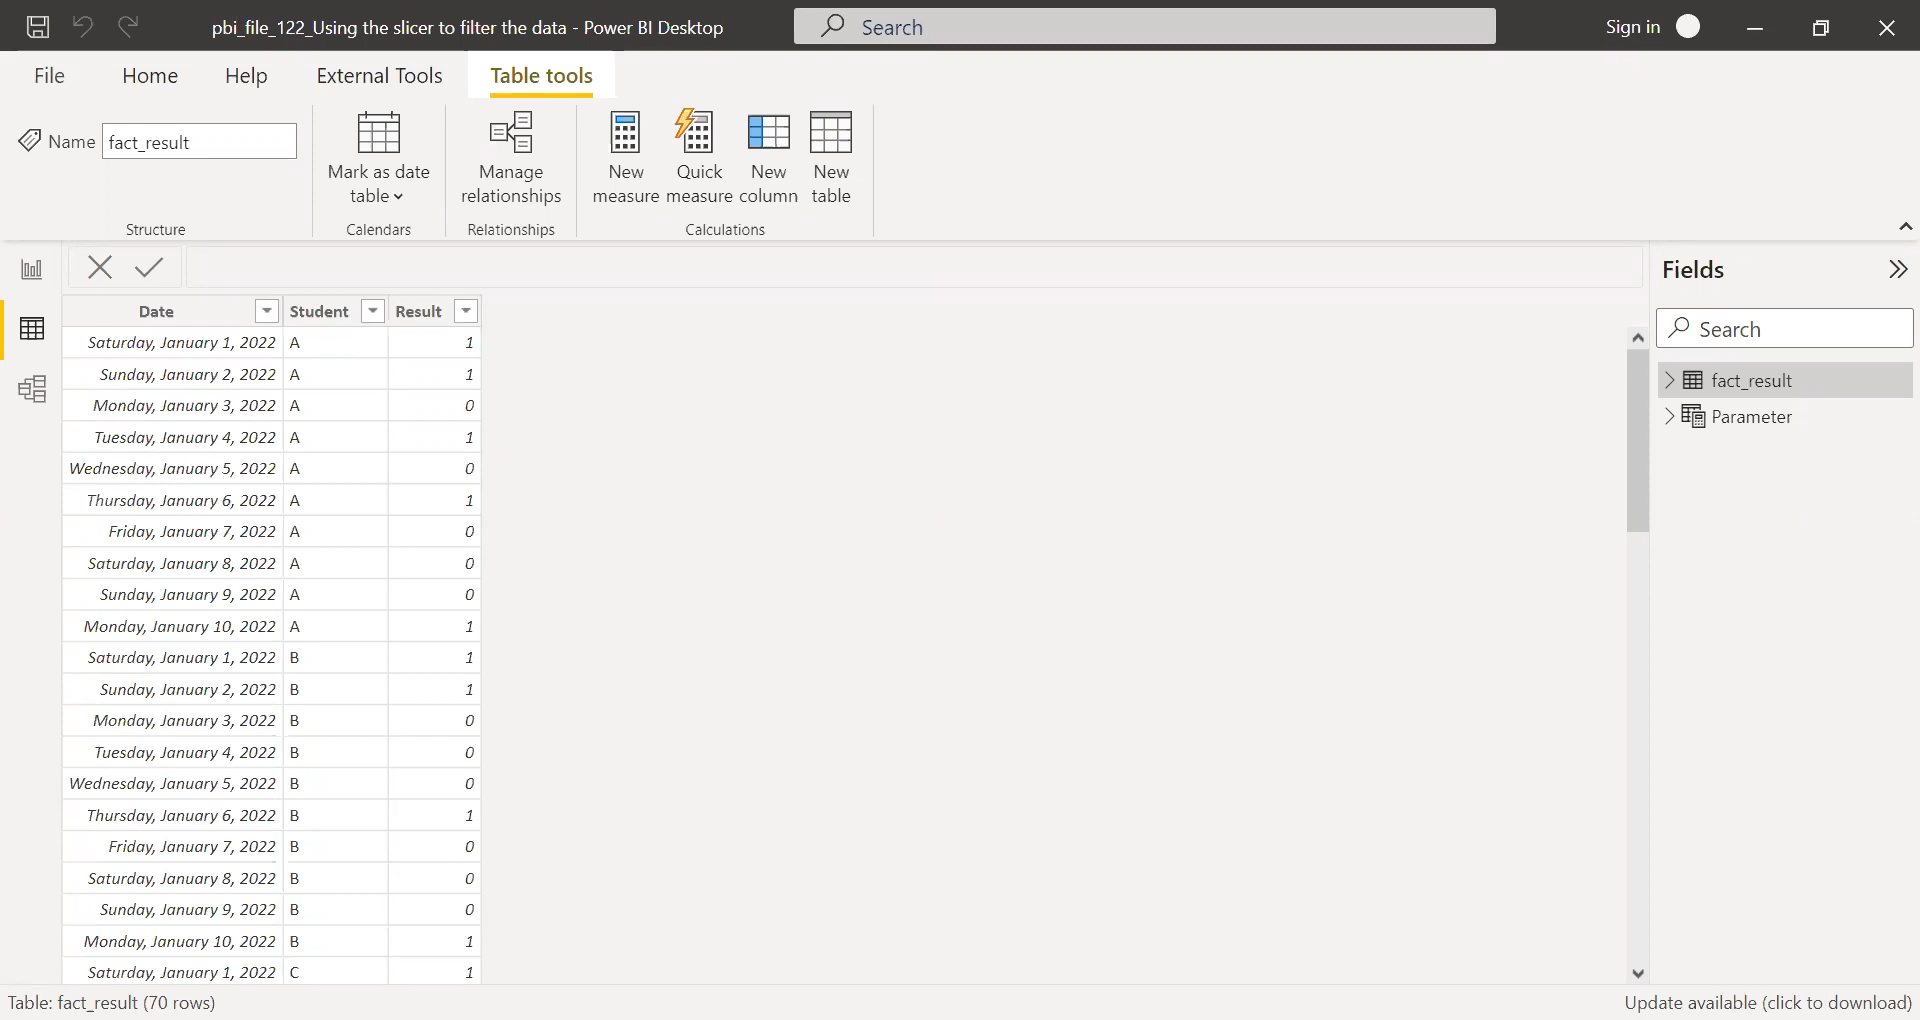 pbi_file_122_Using the slicer to filter the data - Power BI Desktop
Search
Sign in
File Home Help External Tools Table tools
Name fact_result
Mark as date
table
Manage
relationships
New
measure
Quick
measure
New
column
New
table
Structure Calendars Relationships Calculations
Fields
Search
fact_result
Parameter
Date Student Result
Saturday, January 1, 2022 A 1
Sunday, January 2, 2022 A 1
Monday, January 3, 2022 A 0
Tuesday, January 4, 2022 A 1
Wednesday, January 5, 2022 A 0
Thursday, January 6, 2022 A 1
Friday, January 7, 2022 A 0
Saturday, January 8, 2022 A 0
Sunday, January 9, 2022 A 0
Monday, January 10, 2022 A 1
Saturday, January 1, 2022 B 1
Sunday, January 2, 2022 B 1
Monday, January 3, 2022 B 0
Tuesday, January 4, 2022 B 0
Wednesday, January 5, 2022 B 0
Thursday, January 6, 2022 B 1
Friday, January 7, 2022 B 0
Saturday, January 8, 2022 B 0
Sunday, January 9, 2022 B 0
Monday, January 10, 2022 B 1
Saturday, January 1, 2022 C 1
Table: fact_result (70 rows)
Update available (click to download)